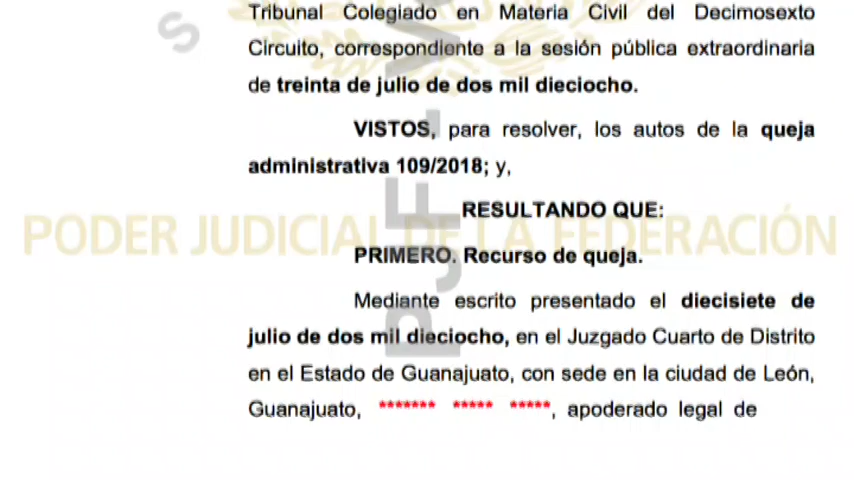 Tribunal Colegiado en Materia Civil del Decimosexto
Circuito, correspondiente a la sesión pública extraordinaria
de treinta de julio de dos mil dieciocho.
VISTOS, para resolver, los autos de la queja
administrativa 109/2018; y,
RESULTANDO QUE:
PODER JUDICIAL DE LA FEDERACIÓN
PRIMERO. Recurso de queja.
Mediante escrito presentado el diecisiete de
julio de dos mil dieciocho, en el Juzgado Cuarto de Distrito
en el Estado de Guanajuato, con sede en la ciudad de León,
Guanajuato, ******* ***** *****, apoderado legal de
PJF - V
s